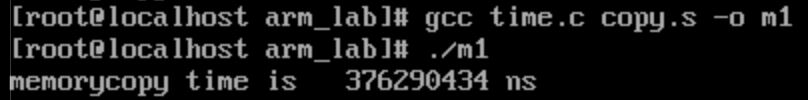 [root@localhost arm_lab]# gcc time.c copy.s -o m1
[root@localhost arm_lab]# ./m1
memorycopy time is   376290434 ns